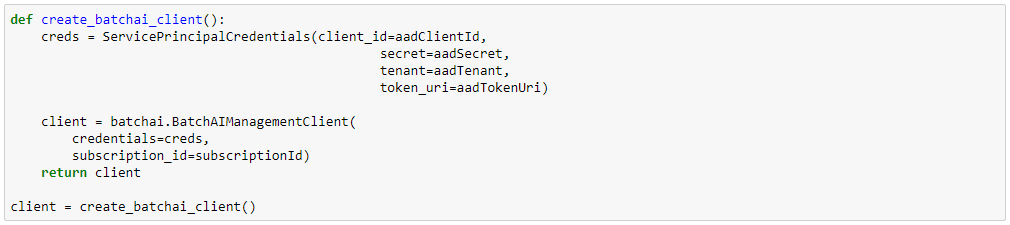 def create_batchai_client():
    creds = ServicePrincipalCredentials(client_id=aadClientId,
                                                secret=aadSecret,
                                                tenant=aadTenant,
                                                token_uri=aadTokenUri)

    client = batchai.BatchAIManagementClient(
        credentials=creds,
        subscription_id=subscriptionId)
    return client

client = create_batchai_client()